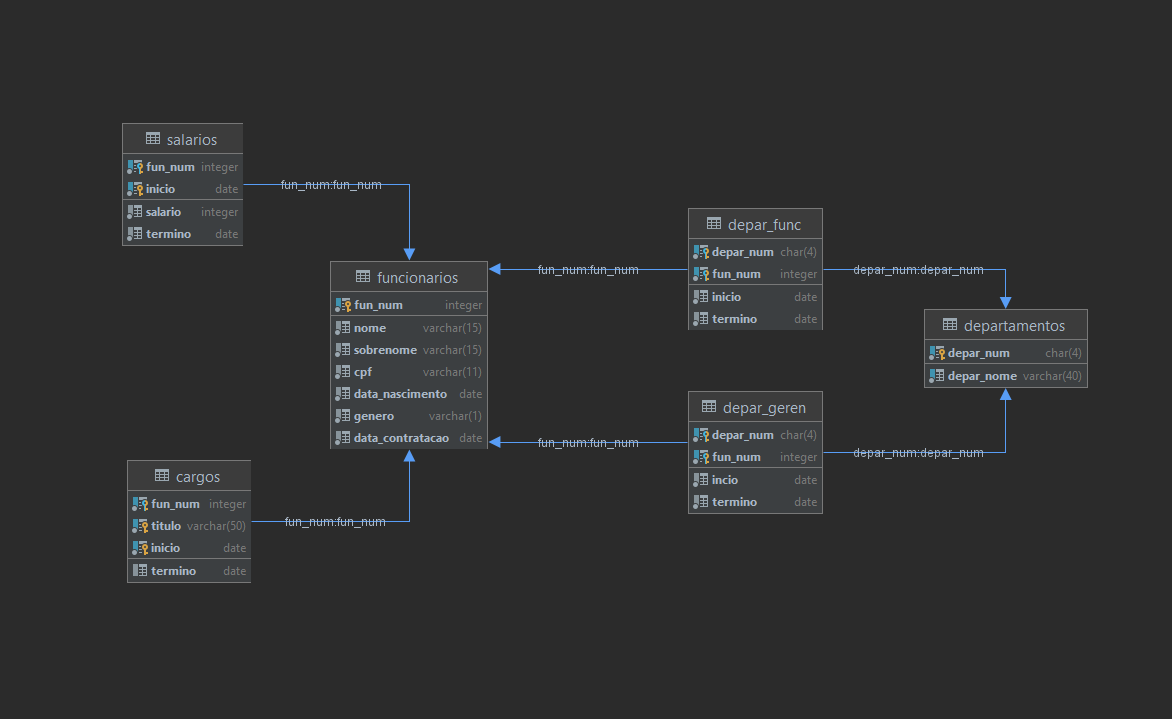 salarios
fun_num integer
inicio date
salario integer
termino date
fun_num:fun_num
funcionarios
fun_num integer
nome varchar(15)
sobrenome varchar(15)
cpf varchar(11)
data_nascimento date
genero varchar(1)
data_contratacao date
cargos
fun_num integer
titulo varchar(50)
inicio date
termino date
fun_num:fun_num
depar_func
depar_num char(4)
fun_num integer
inicio date
termino date
fun_num:fun_num
depar_num:depar_num
departamentos
depar_num char(4)
depar_nome varchar(40)
depar_geren
depar_num char(4)
fun_num integer
incio date
termino date
fun_num:fun_num
depar_num:depar_num